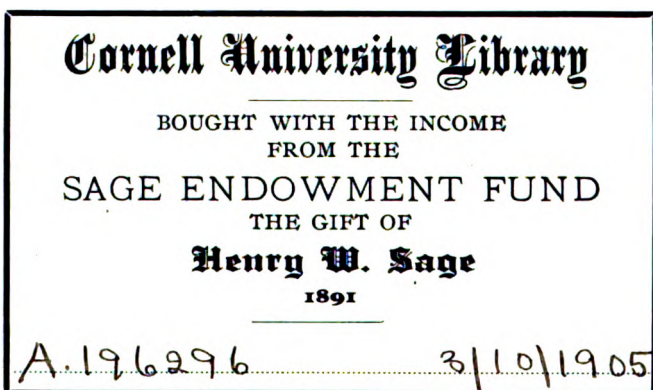 Cornell University Library
BOUGHT WITH THE INCOME
FROM THE
SAGE ENDOWMENT FUND
THE GIFT OF
Henry W. Sage
1891
A.196296 3/10/1905